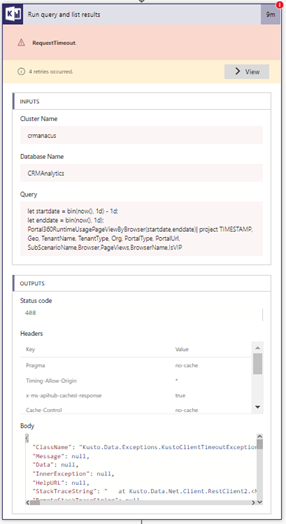 Run query and list results
9m
RequestTimeout.
4 retries occurred.
View
INPUTS
Cluster Name
crmanacus
Database Name
CRMAnalytics
Query
let startdate = bin(now(), 1d) - 1d;
let enddate = bin(now(), 1d);
Portal360RuntimeUsagePageViewByBrowser(startdate,enddate)| project TIMESTAMP,
Geo, TenantName, TenantType, Org, PortalType, PortalUrl,
SubScenarioName,Browser,PageViews,BrowserName,IsVIP
OUTPUTS
Status code
408
Headers
Key Value
Pragma no-cache
Timing-Allow-Origin *
x-ms-apihub-cached-response true
Cache-Control no-cache
Body
{
"ClassName": "Kusto.Data.Exceptions.KustoClientTimeoutException
"Message": null,
"Data": null,
"InnerException": null,
"HelpURL": null,
"StackTraceString": " at Kusto.Data.Net.Client.RestClient2.<M